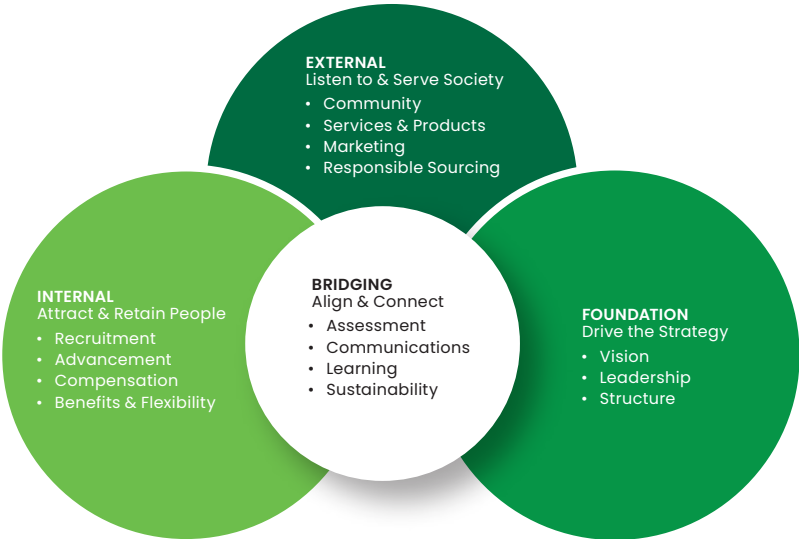 EXTERNAL
Listen to & Serve Society
• Community
• Services & Products
• Marketing
• Responsible Sourcing
INTERNAL
Attract & Retain People
• Recruitment
• Advancement
• Compensation
• Benefits & Flexibility
BRIDGING
Align & Connect
• Assessment
• Communications
• Learning
• Sustainability
FOUNDATION
Drive the Strategy
• Vision
• Leadership
• Structure